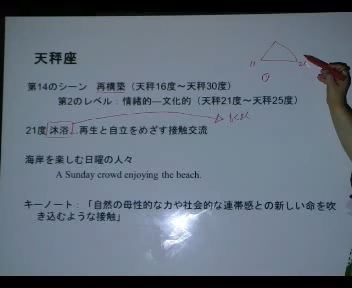 天秤座
第14のシーン 再構築（天秤16度〜天秤30度）
第2のレベル：情緒的―文化的（天秤21度〜天秤25度）
21度 沐浴…再生と自立をめざす接触交流
海岸を楽しむ日曜の人々
A Sunday crowd enjoying the beach.
キーノート：「自然の母性的な力や社会的な連帯感との新しい命を吹
き込むような接触」